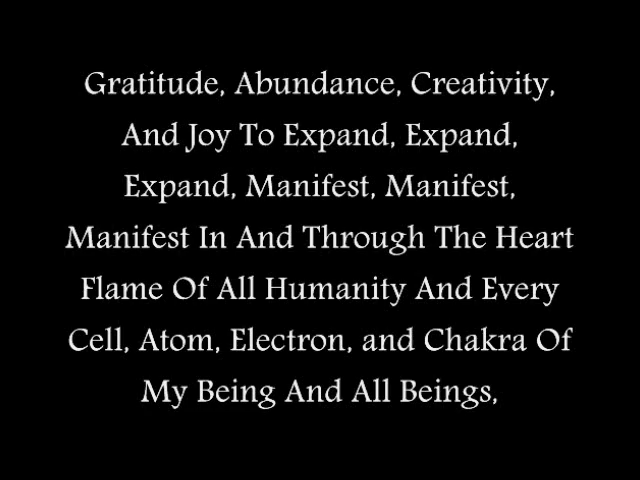 Gratitude, Abundance, Creativity,
And Joy To Expand, Expand,
Expand, Manifest, Manifest,
Manifest In And Through The Heart
Flame Of All Humanity And Every
Cell, Atom, Electron, and Chakra Of
My Being And All Beings,